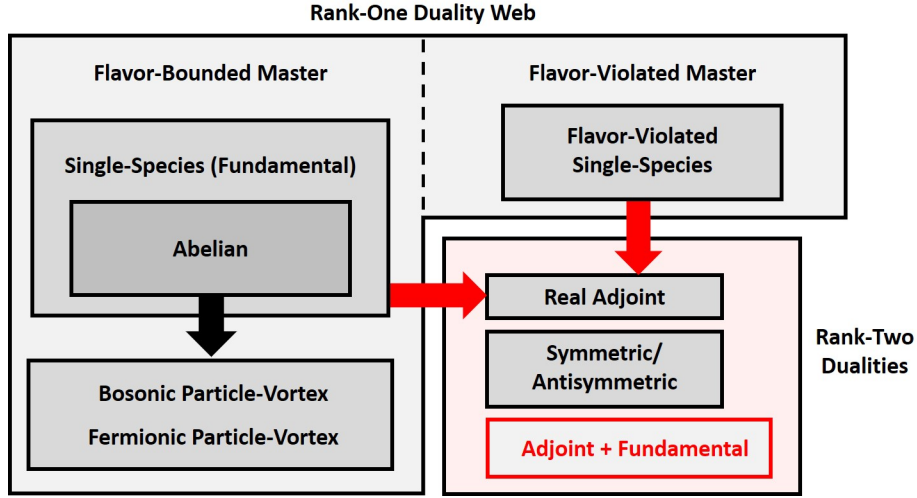 Rank-One Duality Web
Flavor-Bounded Master
Flavor-Violated Master
Single-Species (Fundamental)
Abelian
Flavor-Violated
Single-Species
Real Adjoint
Symmetric/
Antisymmetric
Adjoint + Fundamental
Rank-Two
Dualities
Bosonic Particle-Vortex
Fermionic Particle-Vortex